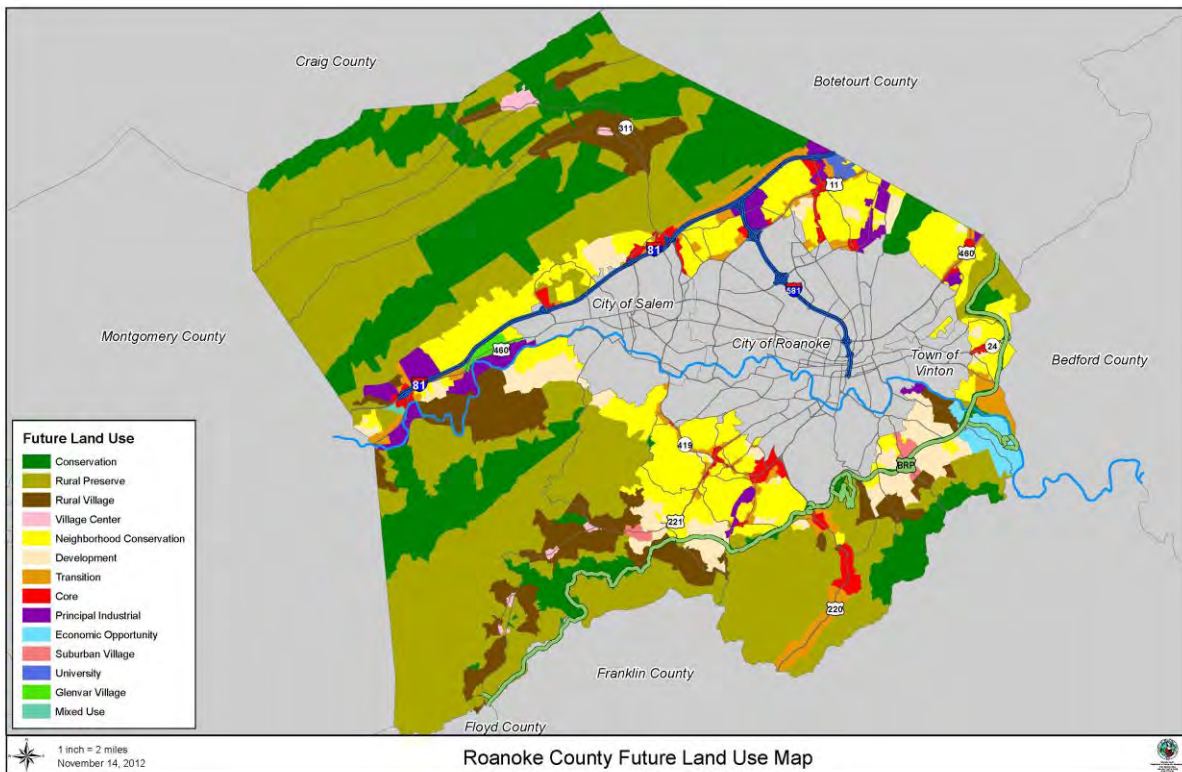 Craig County
Botetourt County
311
11
460
81
581
City of Salem
Montgomery County
460
City of Roanoke
24
Town of
Vinton
Bedford County
81
419
BRP
221
220
Franklin County
Floyd County
Future Land Use
Conservation
Rural Preserve
Rural Village
Village Center
Neighborhood Conservation
Development
Transition
Core
Principal Industrial
Economic Opportunity
Suburban Village
University
Glenvar Village
Mixed Use
1 inch = 2 miles
November 14, 2012
Roanoke County Future Land Use Map